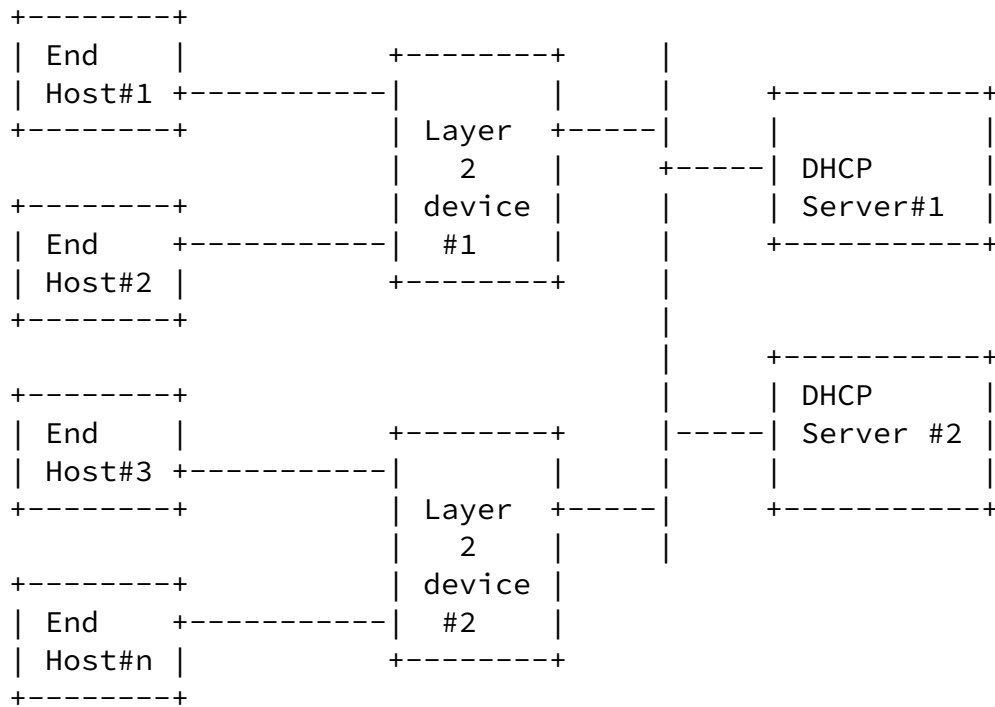 End
Host#1
Layer
2
device
#1
DHCP
Server#1
End
Host#2
End
Host#3
DHCP
Server #2
Layer
2
device
#2
End
Host#n